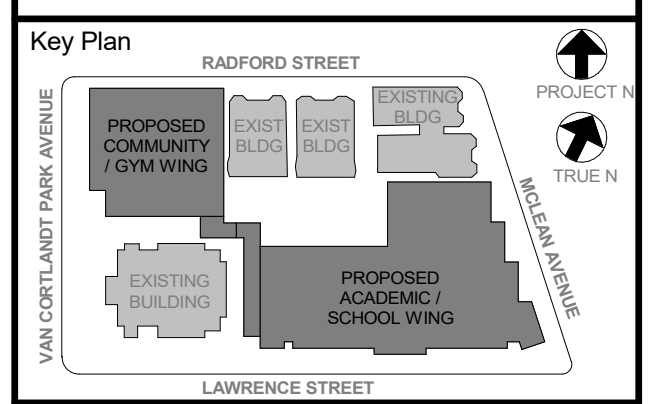 Key Plan
RADFORD STREET
PROJECT N
TRUE N
VAN CORTLANDT PARK AVENUE
PROPOSED
COMMUNITY
/ GYM WING
EXIST
BLDG
EXIST
BLDG
EXISTING
BLDG
MCLEAN AVENUE
EXISTING
BUILDING
PROPOSED
ACADEMIC /
SCHOOL WING
LAWRENCE STREET